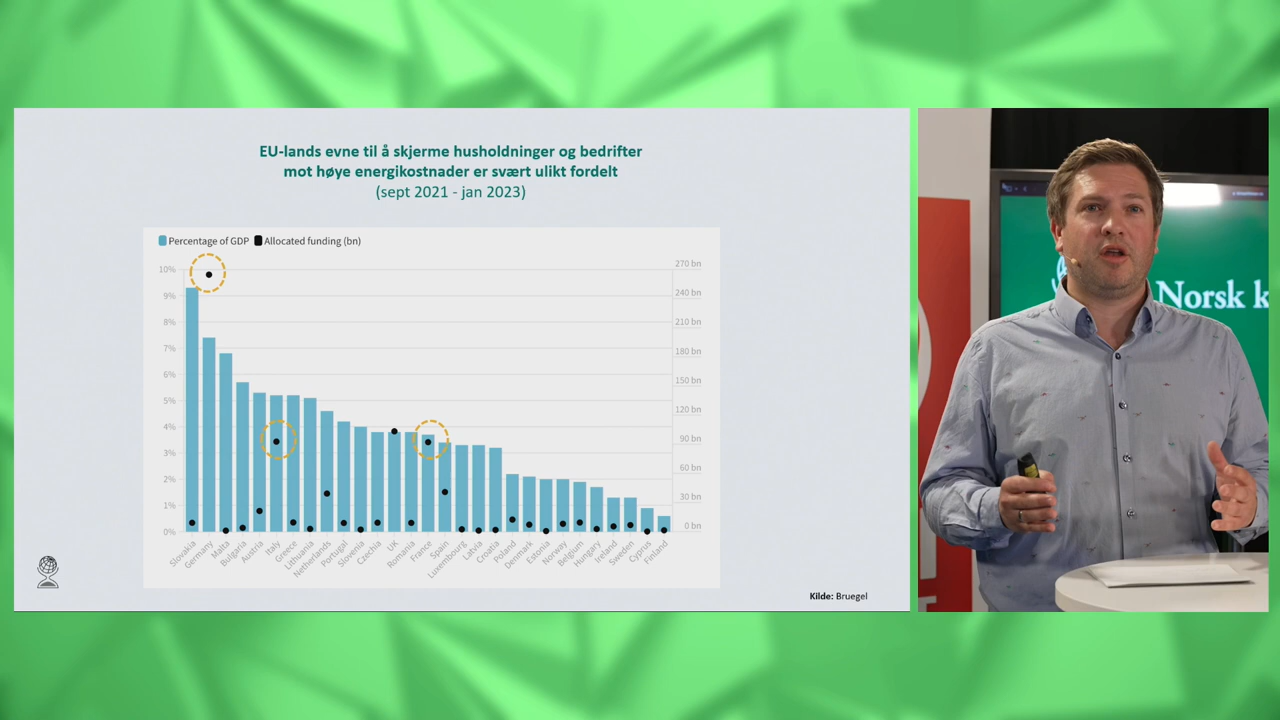 EU-lands evne til å skjerme husholdninger og bedrifter
mot høye energikostnader er svært ulikt fordelt
(sept 2021 - jan 2023)
Percentage of GDP Allocated funding (bn)
10% 270 bn
9% 240 bn
8% 210 bn
7% 180 bn
6% 150 bn
5% 120 bn
4% 90 bn
3% 60 bn
2% 30 bn
1% 0 bn
0%
Slovakia
Germany
Malta
Bulgaria
Austria
Italy
Greece
Lithuania
Netherlands
Portugal
Slovenia
Czechia
UK
Romania
France
Spain
Luxembourg
Latvia
Croatia
Poland
Denmark
Estonia
Norway
Belgium
Hungary
Ireland
Sweden
Cyprus
Finland
Kilde: Bruegel
Norsk k